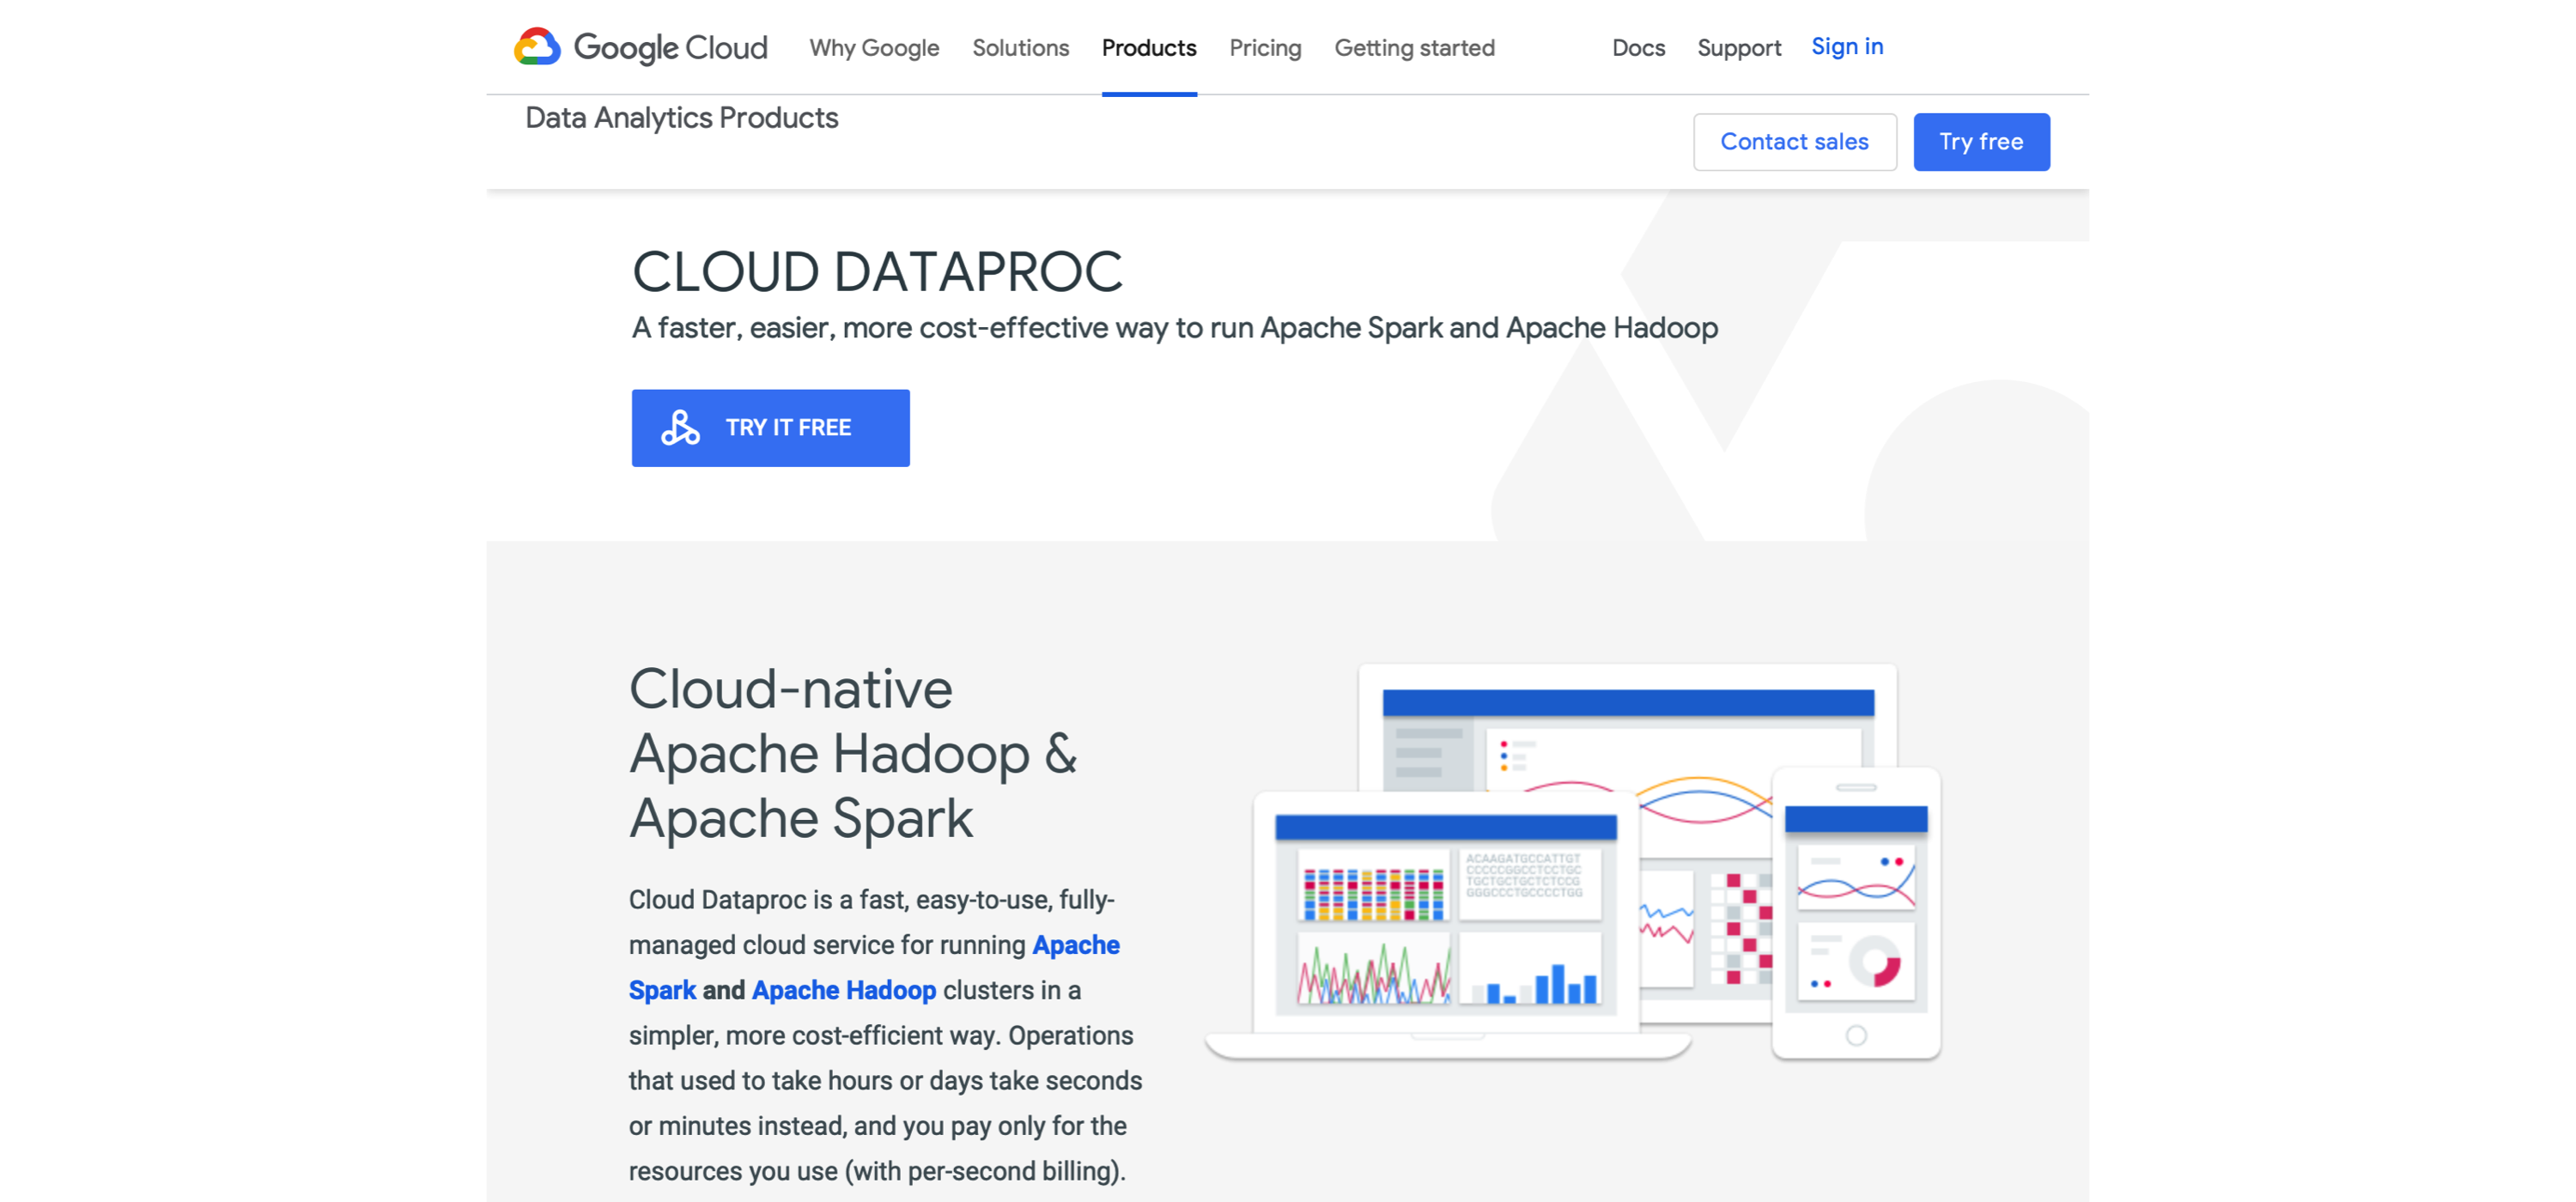 Google Cloud Why Google Solutions Products Pricing Getting started Docs Support Sign in
Data Analytics Products
Contact sales Try free
CLOUD DATAPROC
A faster, easier, more cost-effective way to run Apache Spark and Apache Hadoop
TRY IT FREE
Cloud-native
Apache Hadoop &
Apache Spark
Cloud Dataproc is a fast, easy-to-use, fully-
managed cloud service for running Apache
Spark and Apache Hadoop clusters in a
simpler, more cost-efficient way. Operations
that used to take hours or days take seconds
or minutes instead, and you pay only for the
resources you use (with per-second billing).
ACAAGATGCCATTGT
CCCCCGGCCTCCTGC
TGCTGCTGCTCTCCG
GGGCCCTGCCCCTGG